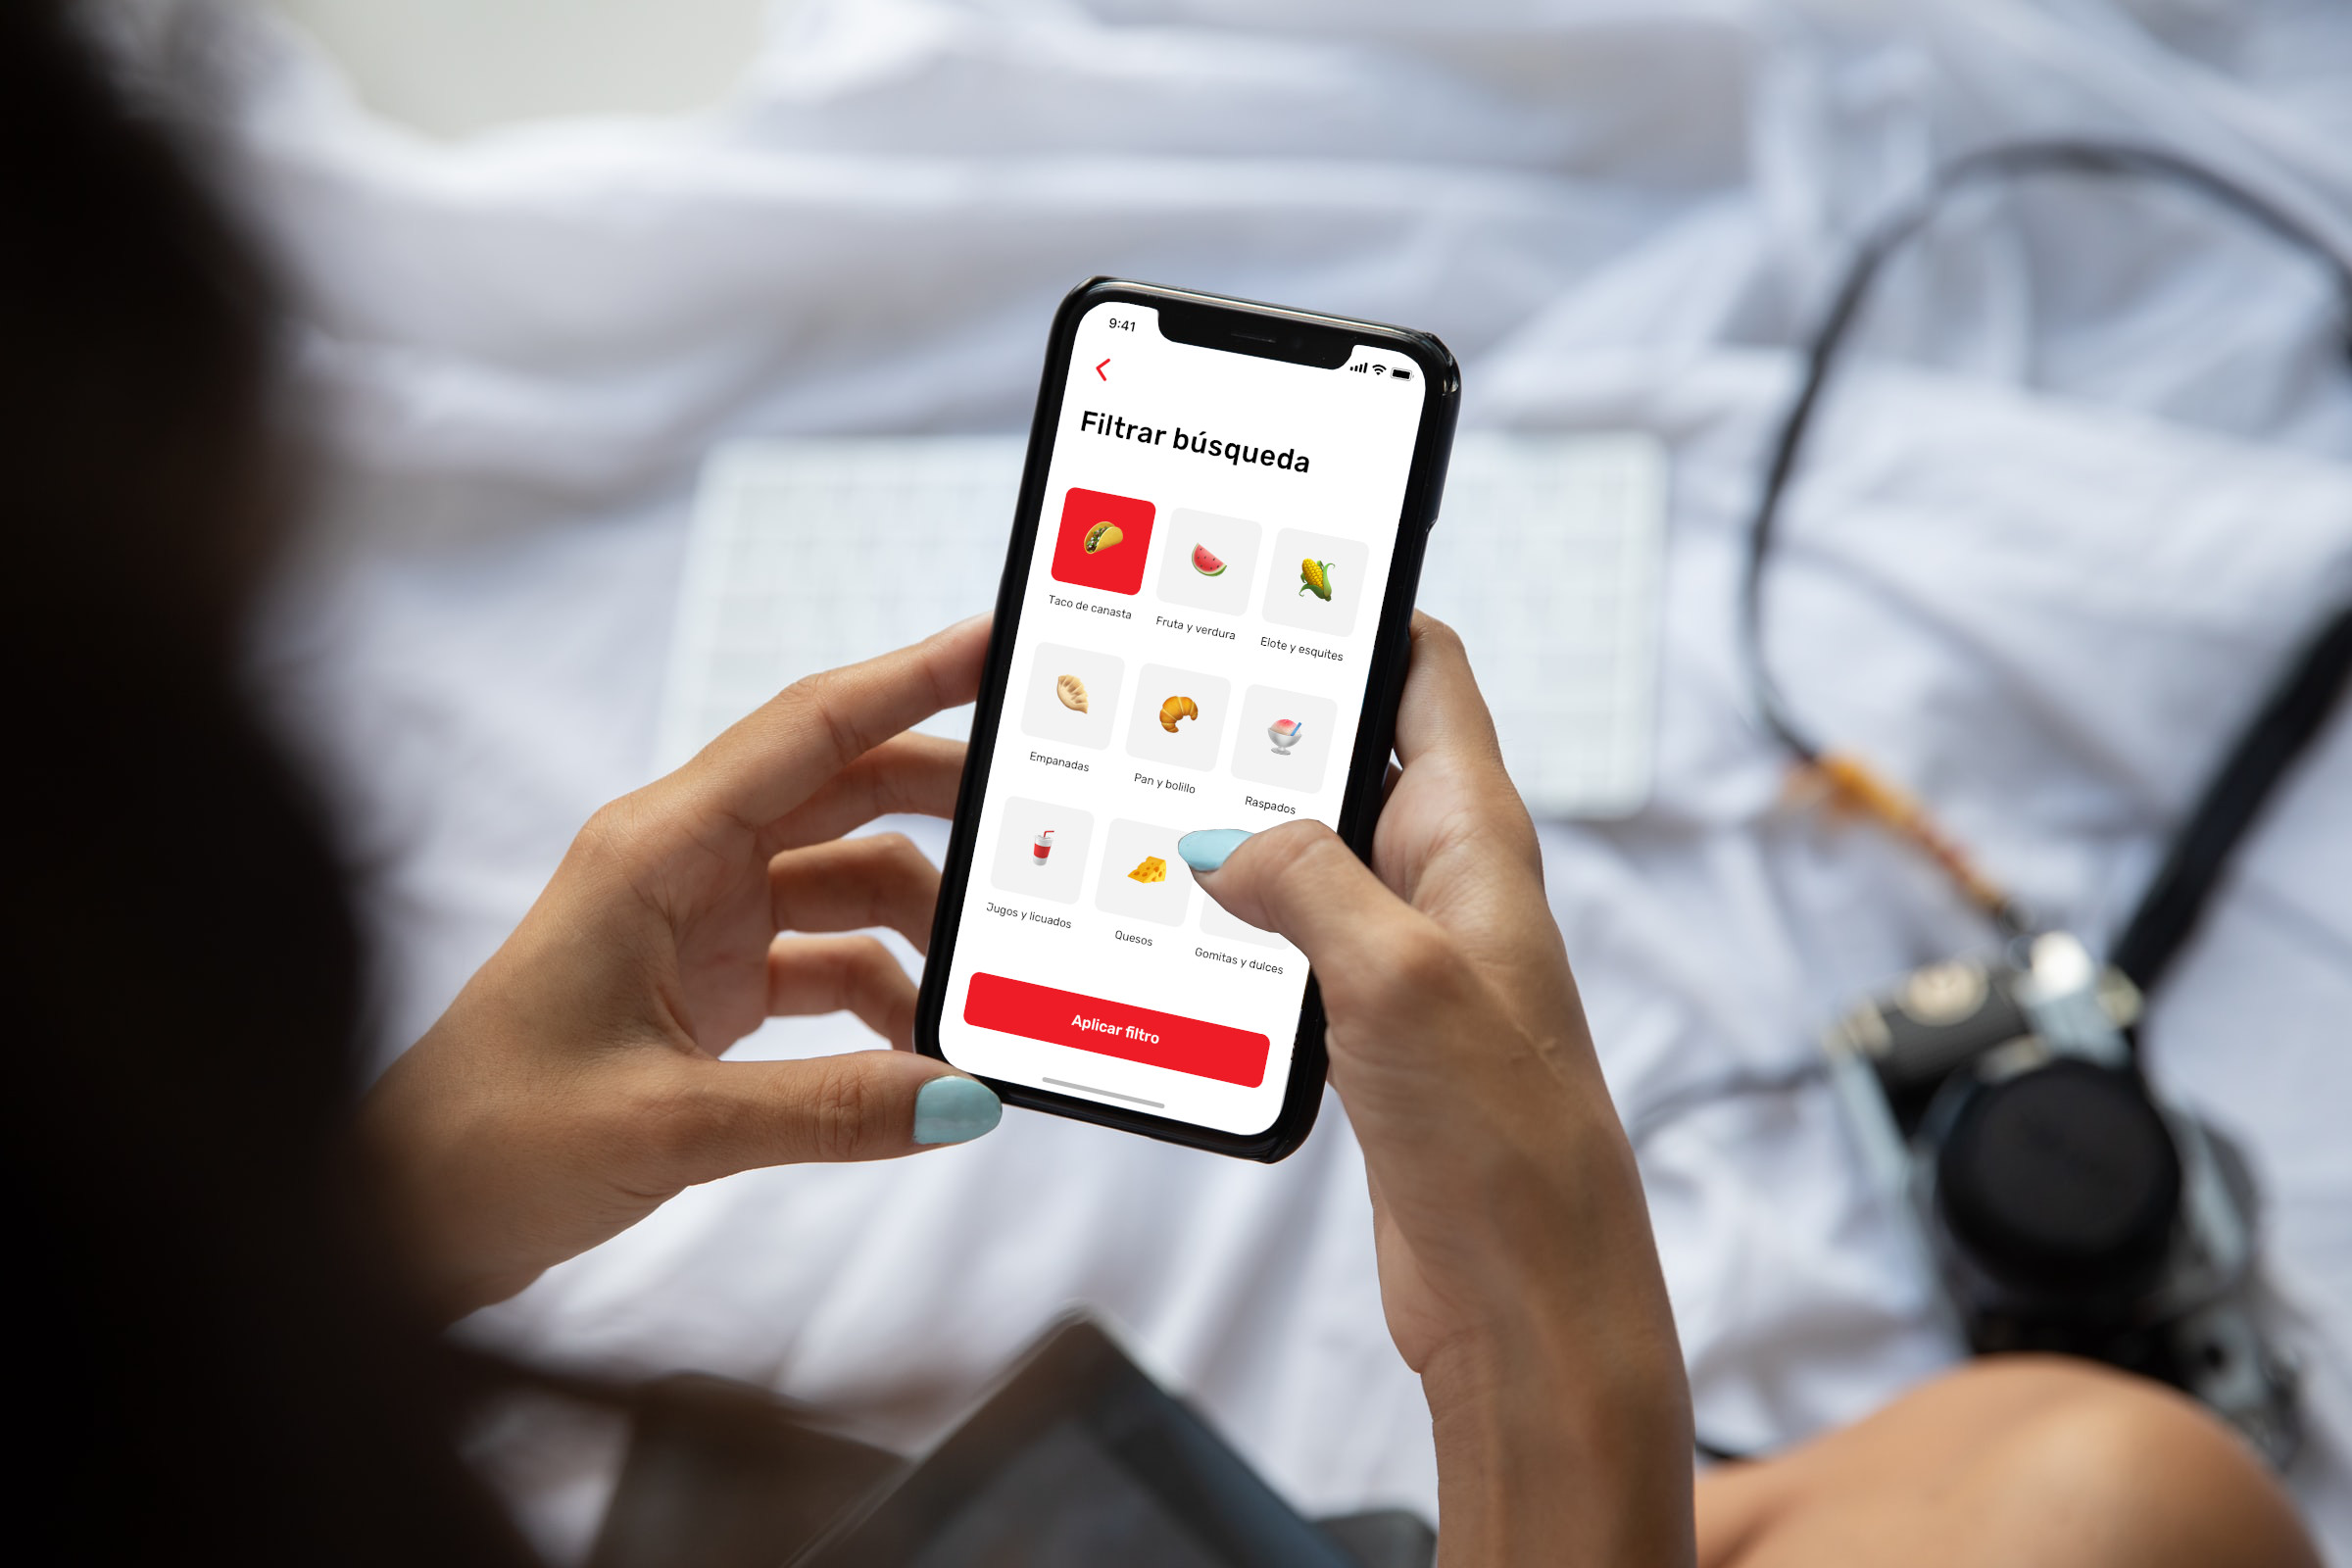 9:41
Filtrar búsqueda
Taco de canasta
Fruta y verdura
Elote y esquites
Empanadas
Pan y bolillo
Raspados
Jugos y licuados
Quesos
Gomitas y dulces
Aplicar filtro